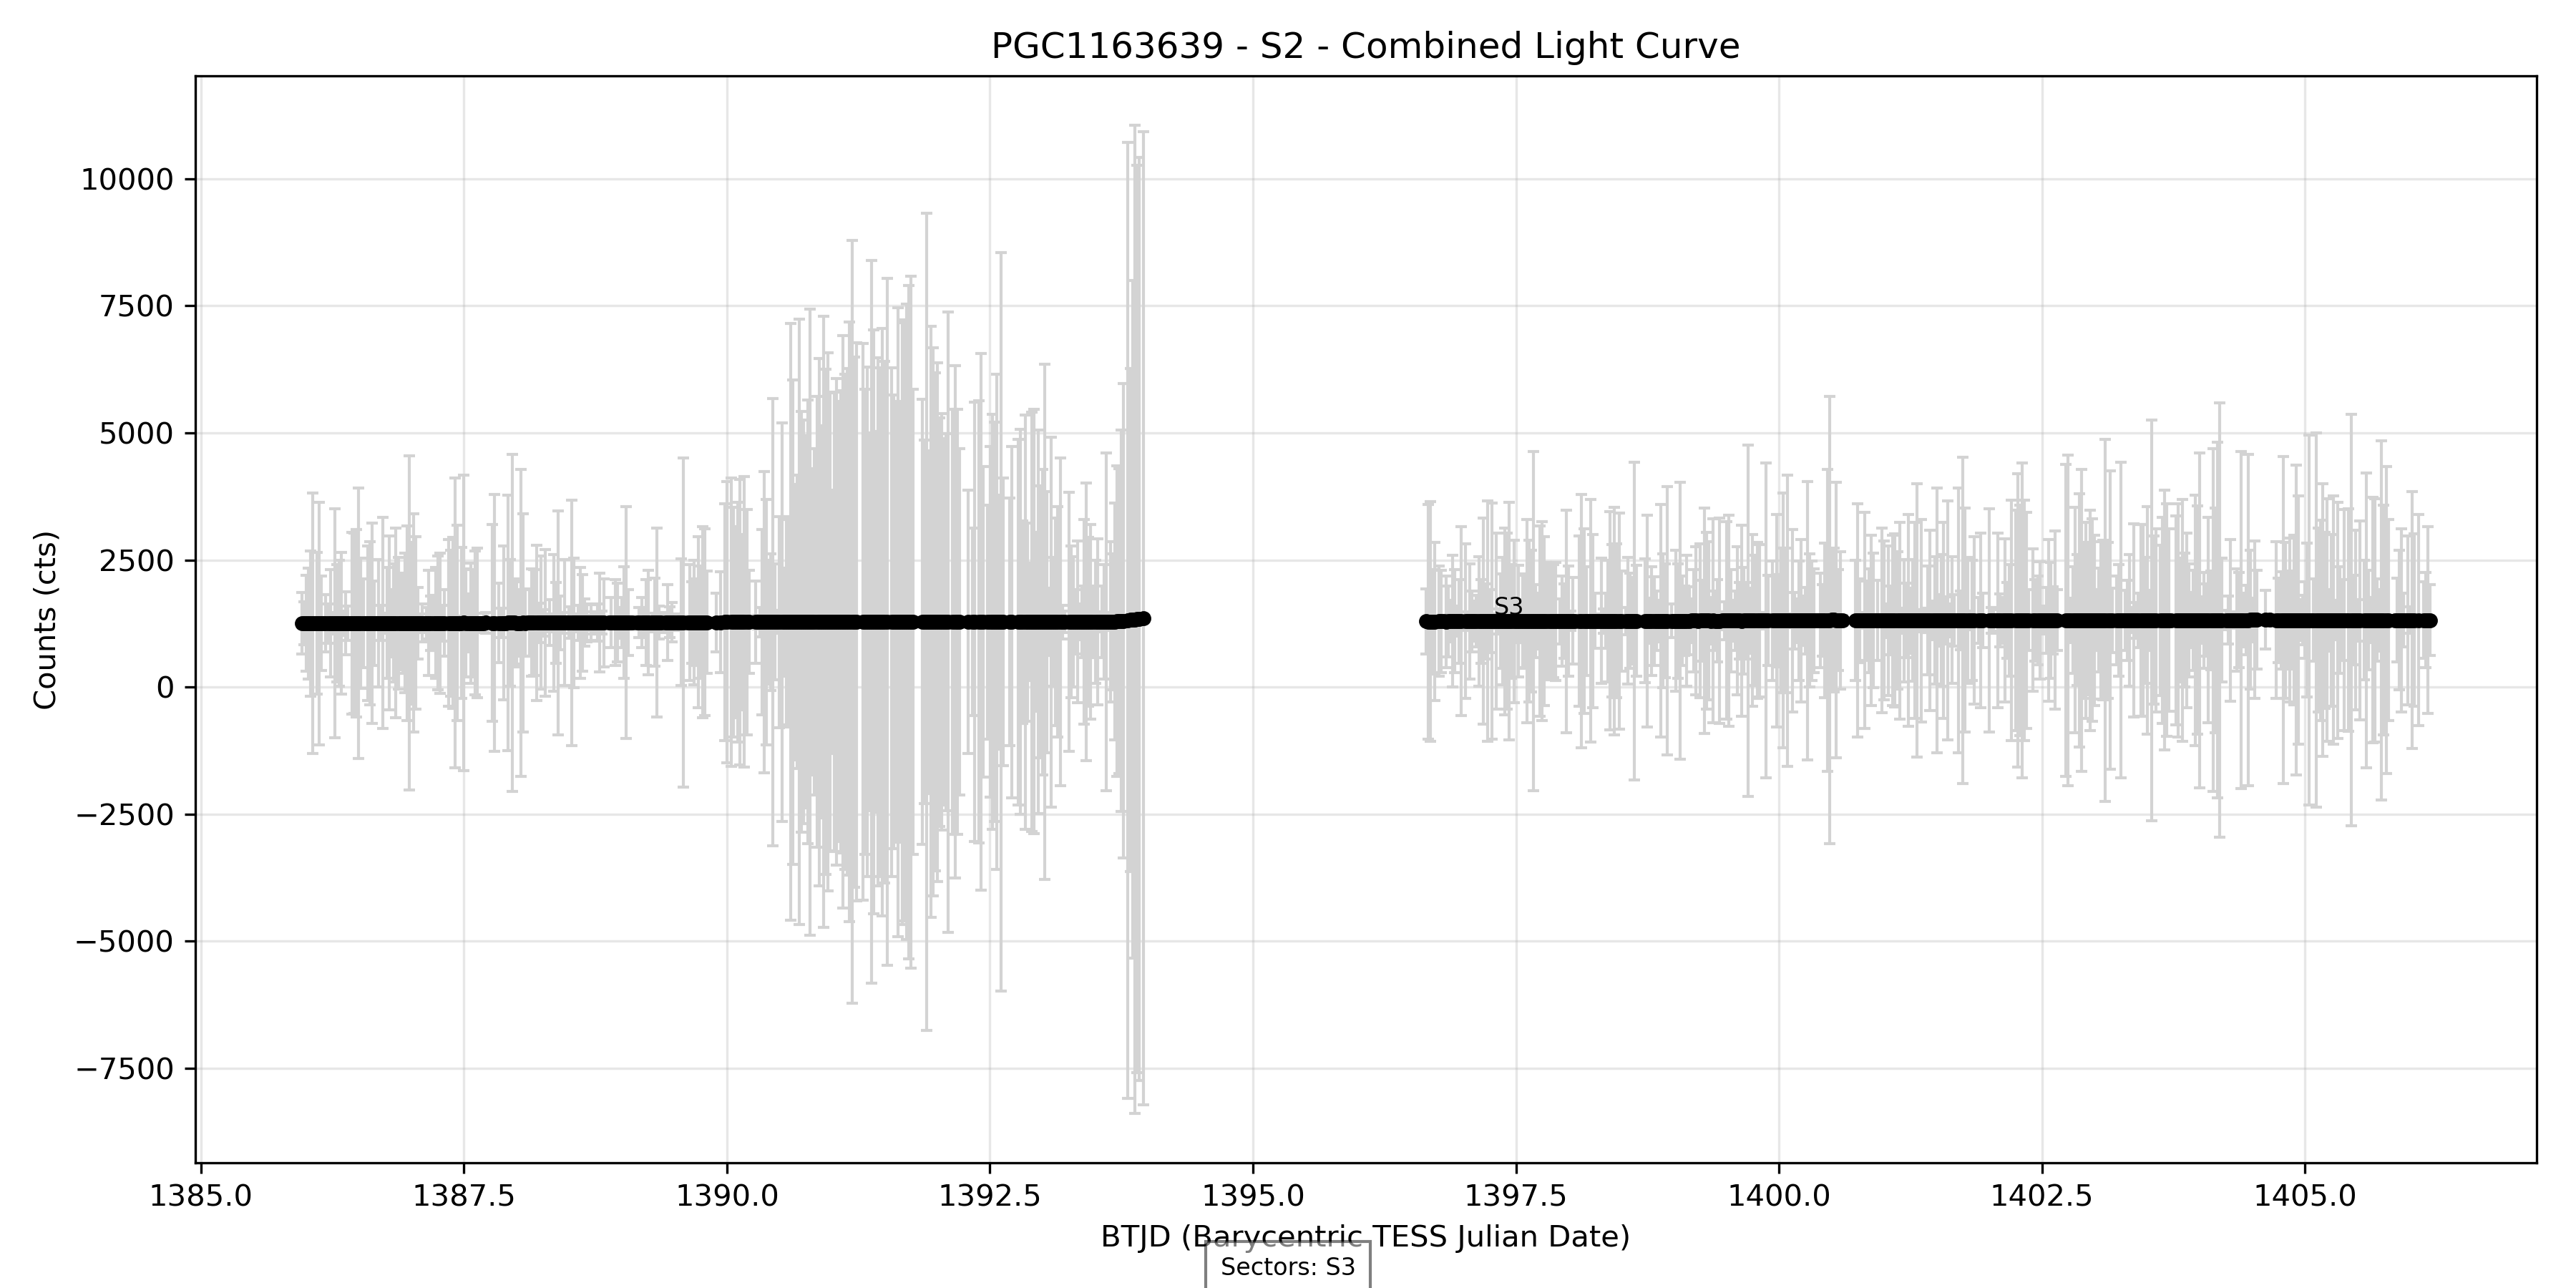 PGC1163639 - S2 - Combined Light Curve
Counts (cts)
10000
7500
5000
2500
0
−2500
−5000
−7500
S3
1385.0 1387.5 1390.0 1392.5 1395.0 1397.5 1400.0 1402.5 1405.0
BTJD (Barycentric TESS Julian Date)
Sectors: S3